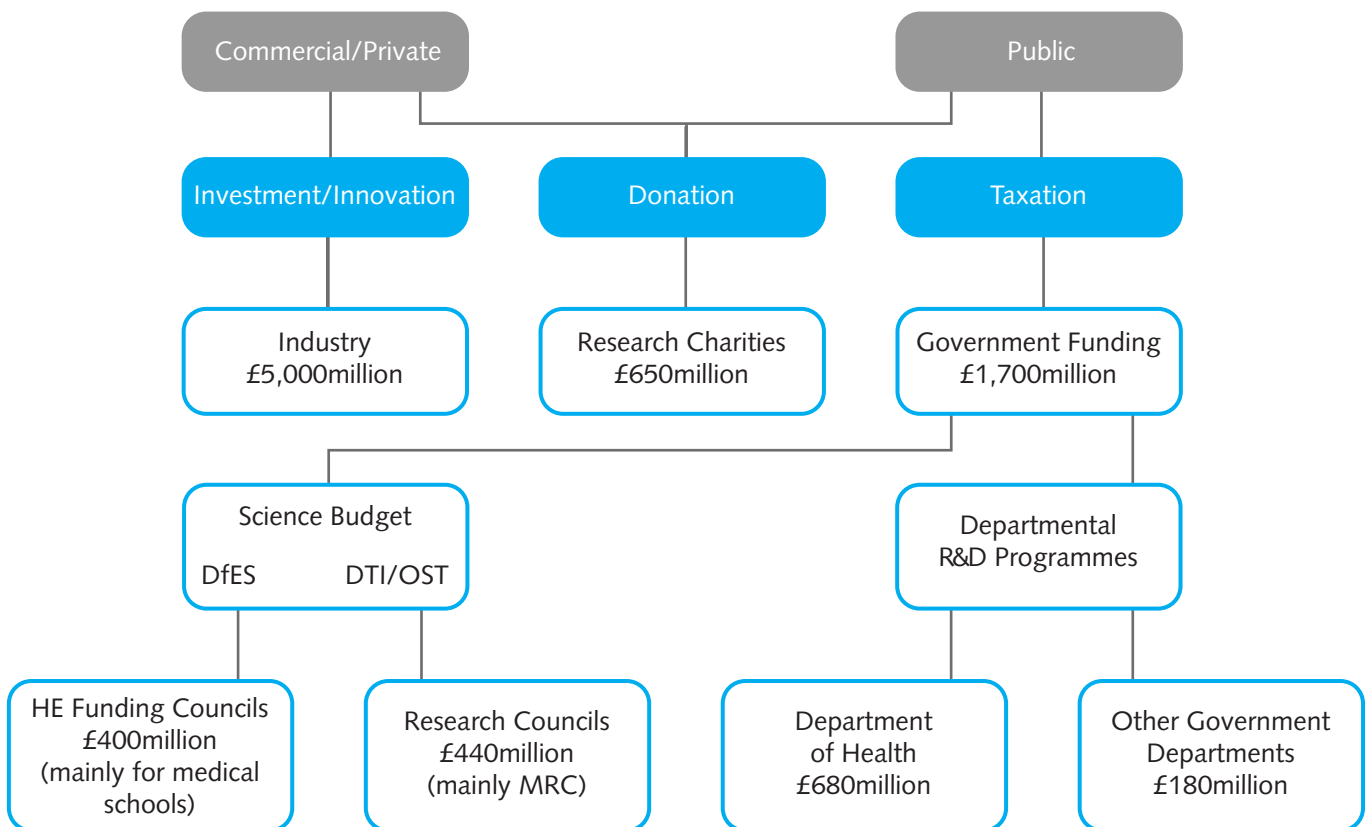 Commercial/Private
Public
Investment/Innovation
Donation
Taxation
Industry
£5,000million
Research Charities
£650million
Government Funding
£1,700million
Science Budget
DfES
DTI/OST
Departmental
R&D Programmes
HE Funding Councils
£400million
(mainly for medical
schools)
Research Councils
£440million
(mainly MRC)
Department
of Health
£680million
Other Government
Departments
£180million